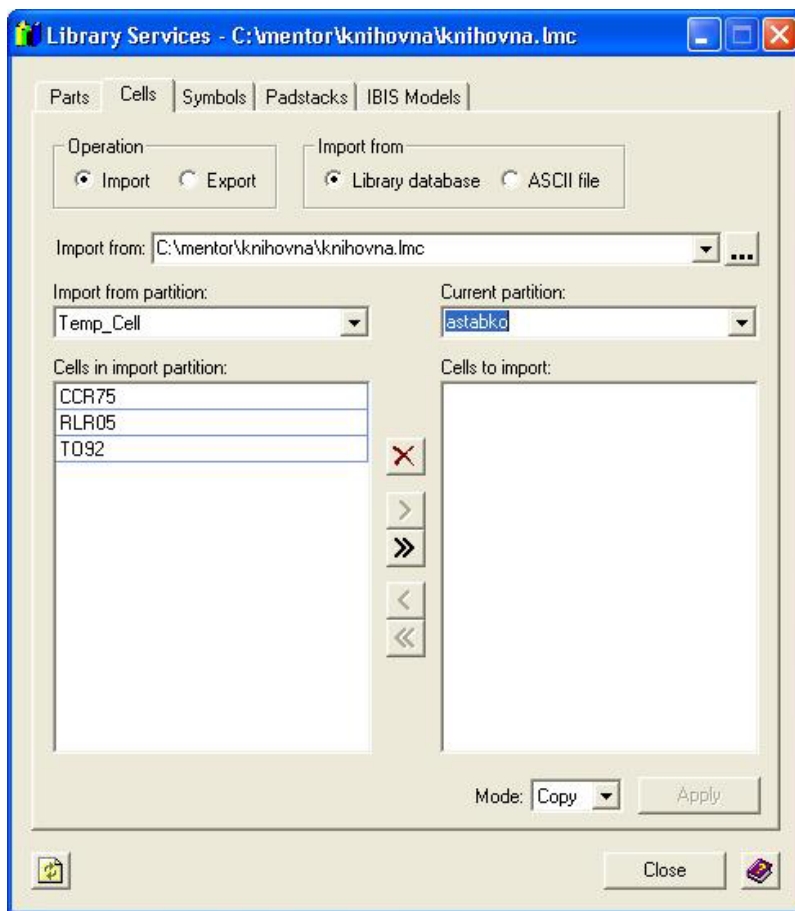 Library Services - C:\mentor\knihovna\knihovna.lmc
Parts Cells Symbols Padstacks IBIS Models
Operation Import from
Import Export Library database ASCII file
Import from: C:\mentor\knihovna\knihovna.lmc ...
Import from partition: Current partition:
Temp_Cell astabko
Cells in import partition: Cells to import:
CCR75
RLR05
TO92
Mode: Copy Apply
Close